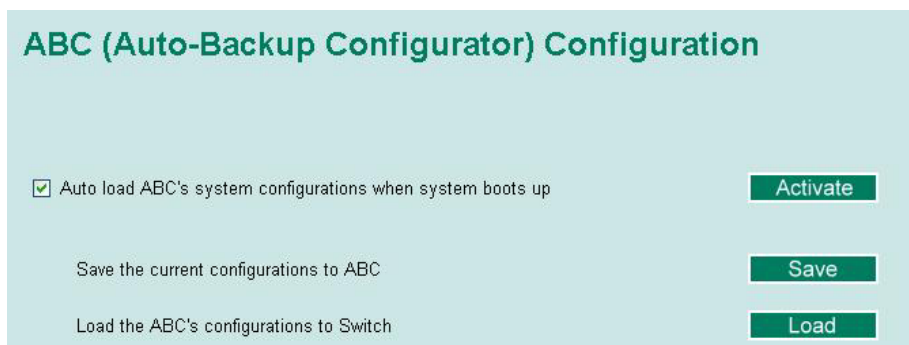 ABC (Auto-Backup Configurator) Configuration
Auto load ABC's system configurations when system boots up Activate
Save the current configurations to ABC Save
Load the ABC's configurations to Switch Load